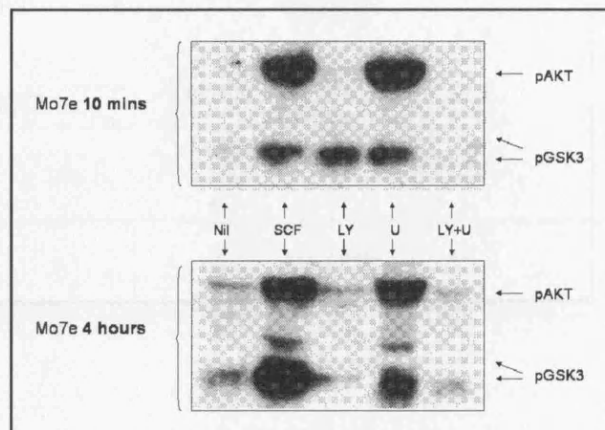 pAKT
Mo7e 10 mins
pGSK3
Nil SCF LY U LY+U
pAKT
Mo7e 4 hours
pGSK3